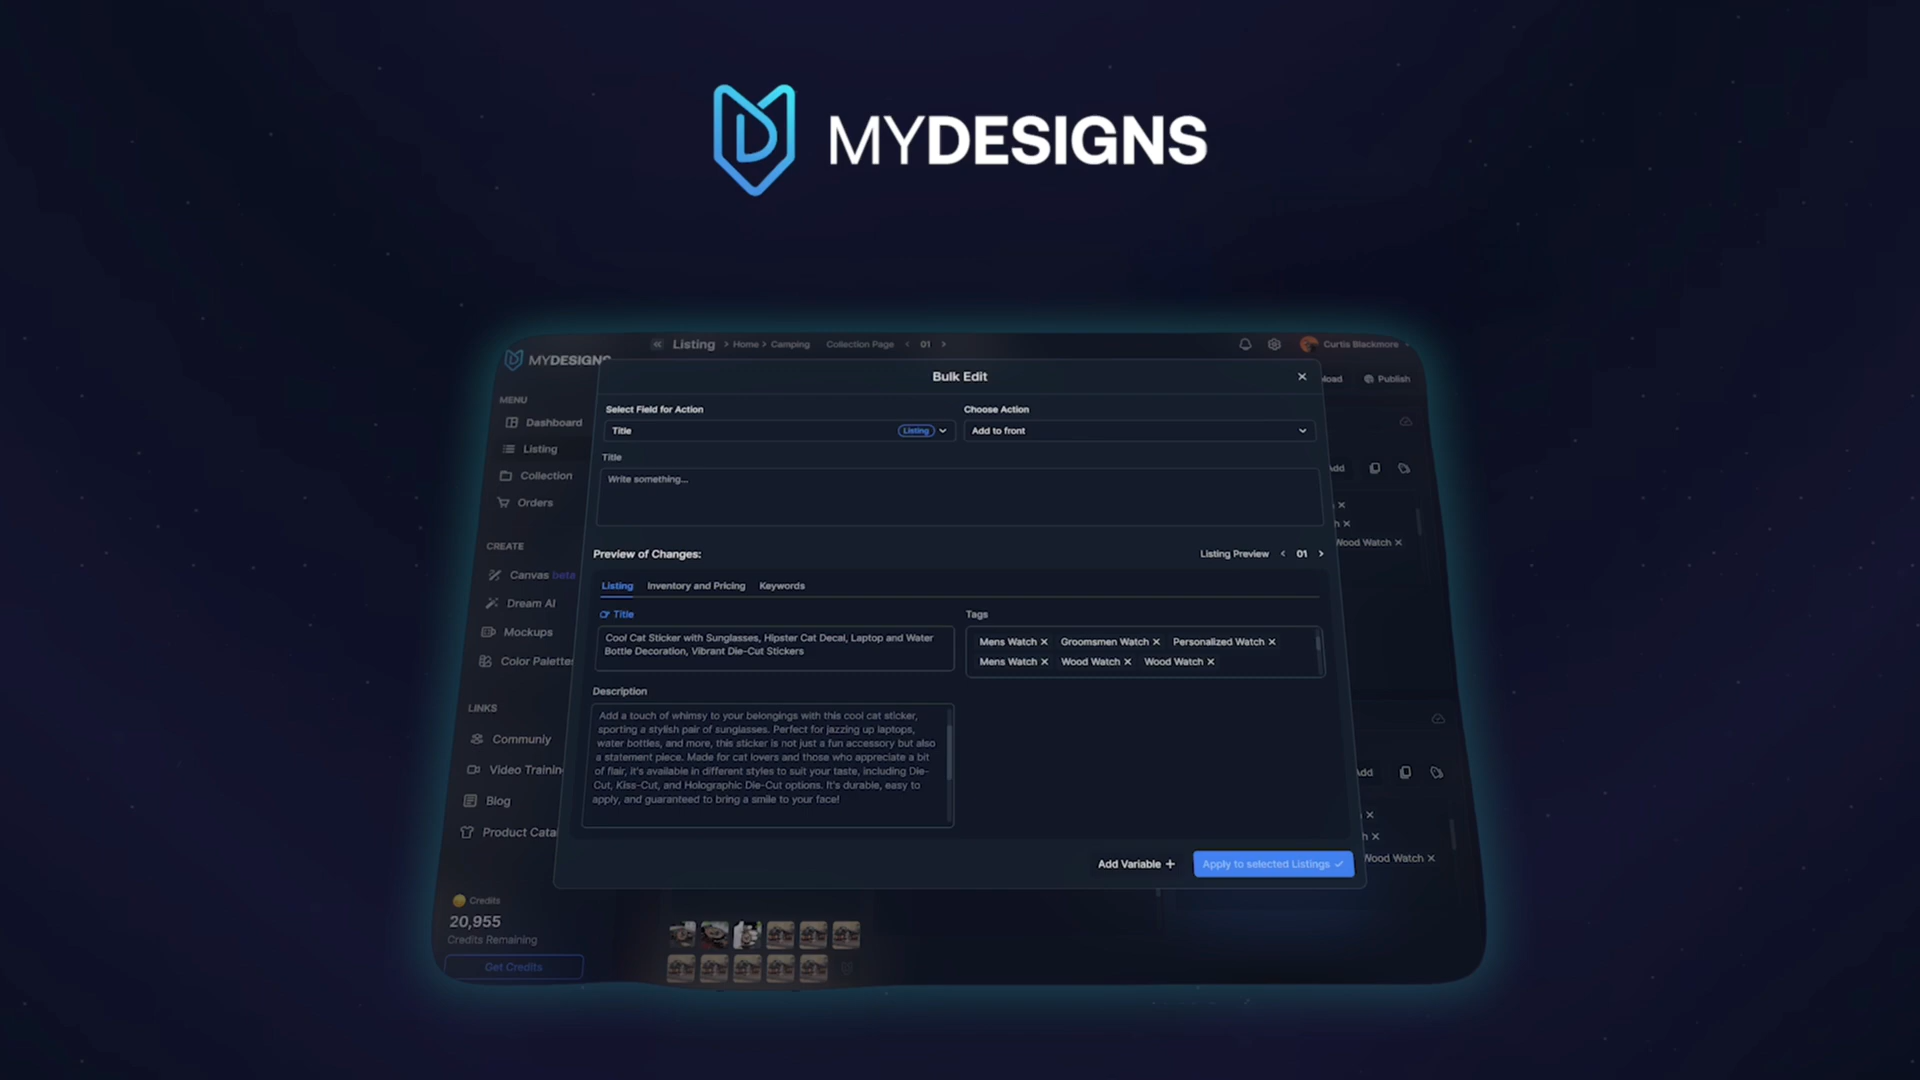 MYDESIGNS
MYDESIGNS
Listing > Home > Camping Collection Page < 01 >
Curtis Blackmore
Publish
MENU
Dashboard
Listing
Collection
Orders
CREATE
Canvas beta
Dream AI
Mockups
Color Palettes
LINKS
Communiy
Video Trainin
Blog
Product Cata
Credits
20,955
Credits Remaining
Get Credits
Bulk Edit
Select Field for Action
Choose Action
Title Listing
Add to front
Title
Write something...
Preview of Changes:
Listing Preview < 01 >
Listing Inventory and Pricing Keywords
Title
Cool Cat Sticker with Sunglasses, Hipster Cat Decal, Laptop and Water
Bottle Decoration, Vibrant Die-Cut Stickers
Tags
Mens Watch × Groomsmen Watch × Personalized Watch ×
Mens Watch × Wood Watch × Wood Watch ×
Description
Add a touch of whimsy to your belongings with this cool cat sticker,
sporting a stylish pair of sunglasses. Perfect for jazzing up laptops,
water bottles, and more, this sticker is not just a fun accessory but also
a statement piece. Made for cat lovers and those who appreciate a bit
of flair, it's available in different styles to suit your taste, including Die-
Cut, Kiss-Cut, and Holographic Die-Cut options. It's durable, easy to
apply, and guaranteed to bring a smile to your face!
Add Variable +
Apply to selected Listings
Wood Watch ×
Wood Watch ×